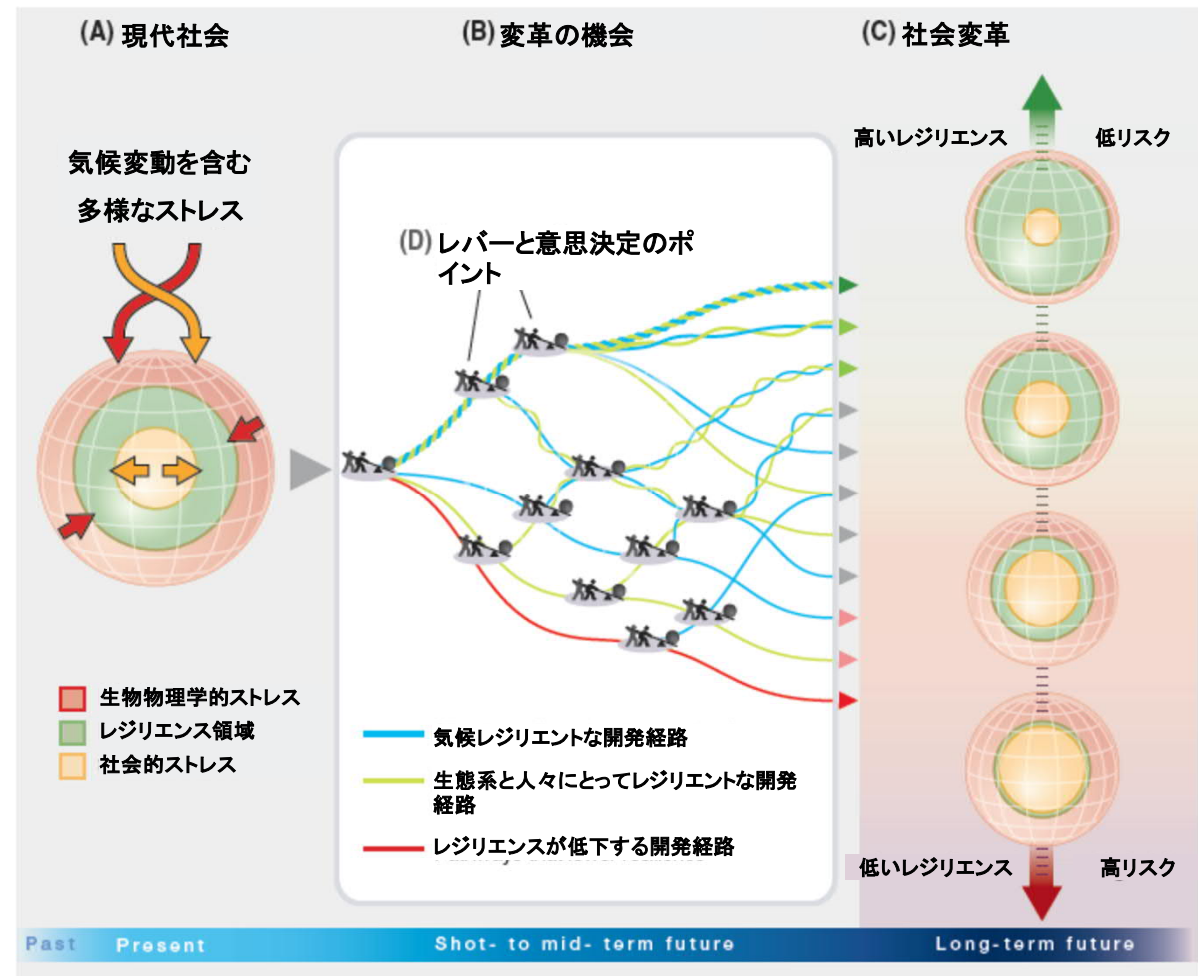 (A) 現代社会
(B) 変革の機会
(C) 社会変革
気候変動を含む
多様なストレス
(D) レバーと意思決定のポ
イント
高いレジリエンス
低リスク
生物物理学的ストレス
レジリエンス領域
社会的ストレス
気候レジリエントな開発経路
生態系と人々にとってレジリエントな開発
経路
レジリエンスが低下する開発経路
低いレジリエンス
高リスク
Past
Present
Shot- to mid- term future
Long-term future